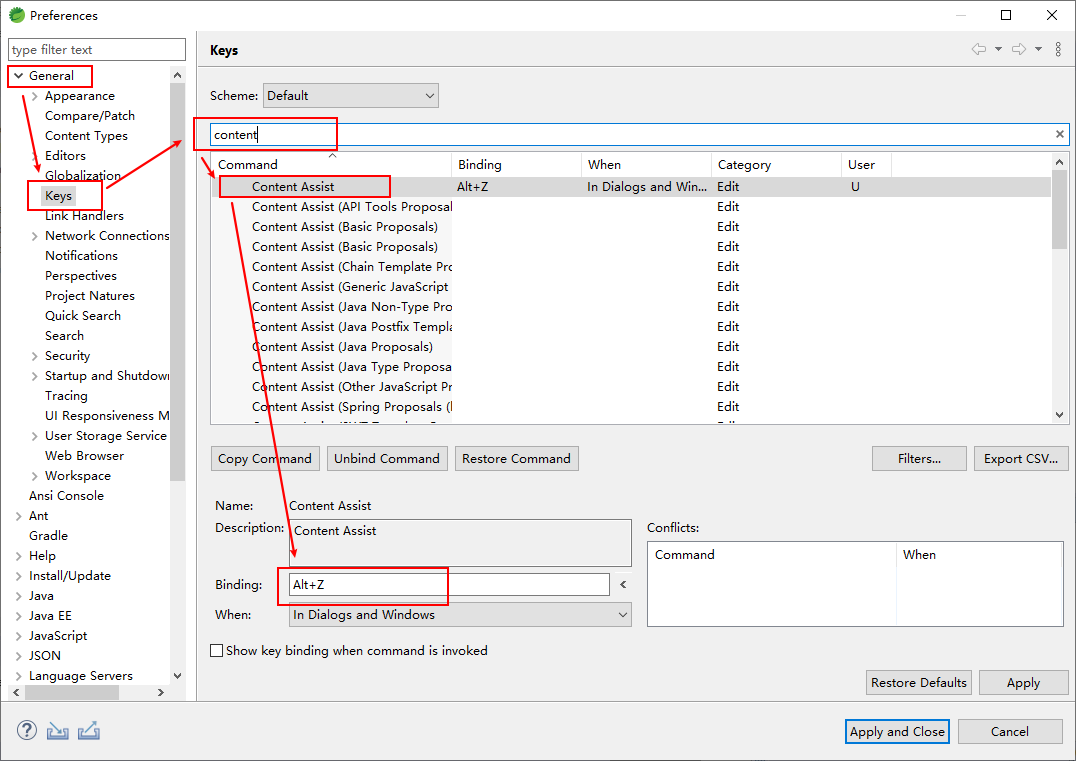 Preferences
type filter text
General
Appearance
Compare/Patch
Content Types
Editors
Globalization
Keys
Link Handlers
Network Connections
Notifications
Perspectives
Project Natures
Quick Search
Search
Security
Startup and Shutdown
Tracing
UI Responsiveness M
User Storage Service
Web Browser
Workspace
Ansi Console
Ant
Gradle
Help
Install/Update
Java
Java EE
JavaScript
JSON
Language Servers
Keys
Scheme: Default
content
Command Binding When Category User
Content Assist Alt+Z In Dialogs and Win... Edit U
Content Assist (API Tools Proposal Edit
Content Assist (Basic Proposals) Edit
Content Assist (Basic Proposals) Edit
Content Assist (Chain Template Pro Edit
Content Assist (Generic JavaScript Edit
Content Assist (Java Non-Type Pro Edit
Content Assist (Java Postfix Templa Edit
Content Assist (Java Proposals) Edit
Content Assist (Java Type Proposa Edit
Content Assist (Other JavaScript Pr Edit
Content Assist (Spring Proposals ( Edit
Copy Command Unbind Command Restore Command Filters... Export CSV...
Name: Content Assist
Description: Content Assist
Conflicts:
Command When
Binding: Alt+Z
When: In Dialogs and Windows
Show key binding when command is invoked
Restore Defaults Apply
Apply and Close Cancel